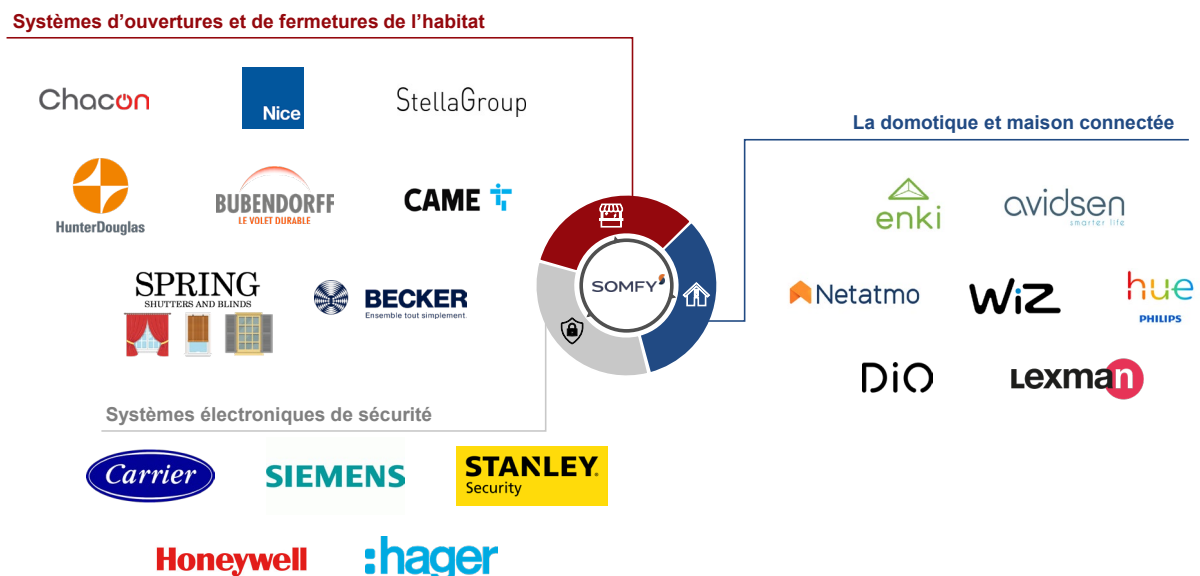 Systèmes d’ouvertures et de fermetures de l’habitat
Chacon
Nice
StellaGroup
HunterDouglas
BUBENDORFF
LE VOLET DURABLE
CAME
SPRING
SHUTTERS AND BLINDS
BECKER
Ensemble tout simplement.
SOMFY
La domotique et maison connectée
enki
avidsen
smarter life
Netatmo
WiZ
hue
PHILIPS
DiO
Lexman
Systèmes électroniques de sécurité
Carrier
SIEMENS
STANLEY.
Security
Honeywell
:hager